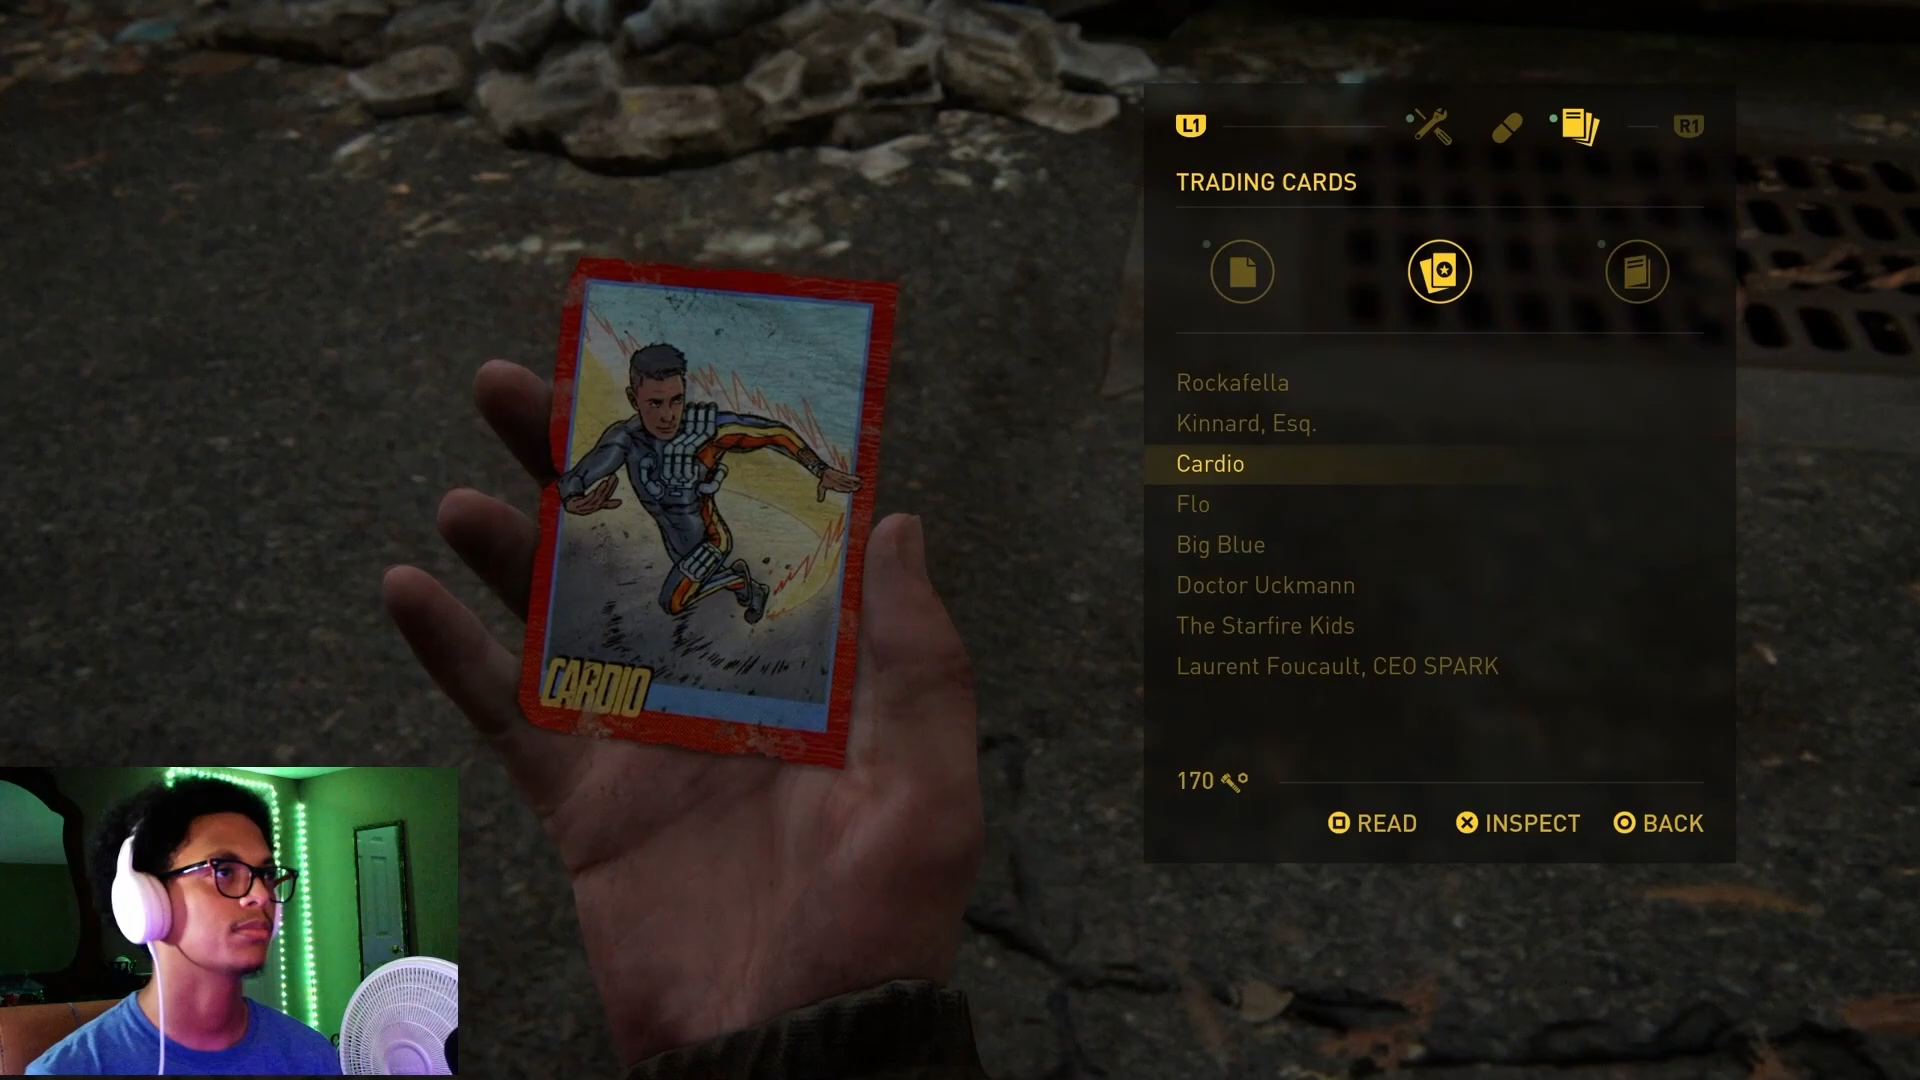 L1
R1
TRADING CARDS
Rockafella
Kinnard, Esq.
Cardio
Flo
Big Blue
Doctor Uckmann
The Starfire Kids
Laurent Foucault, CEO SPARK
170
READ
INSPECT
BACK
CARDIO